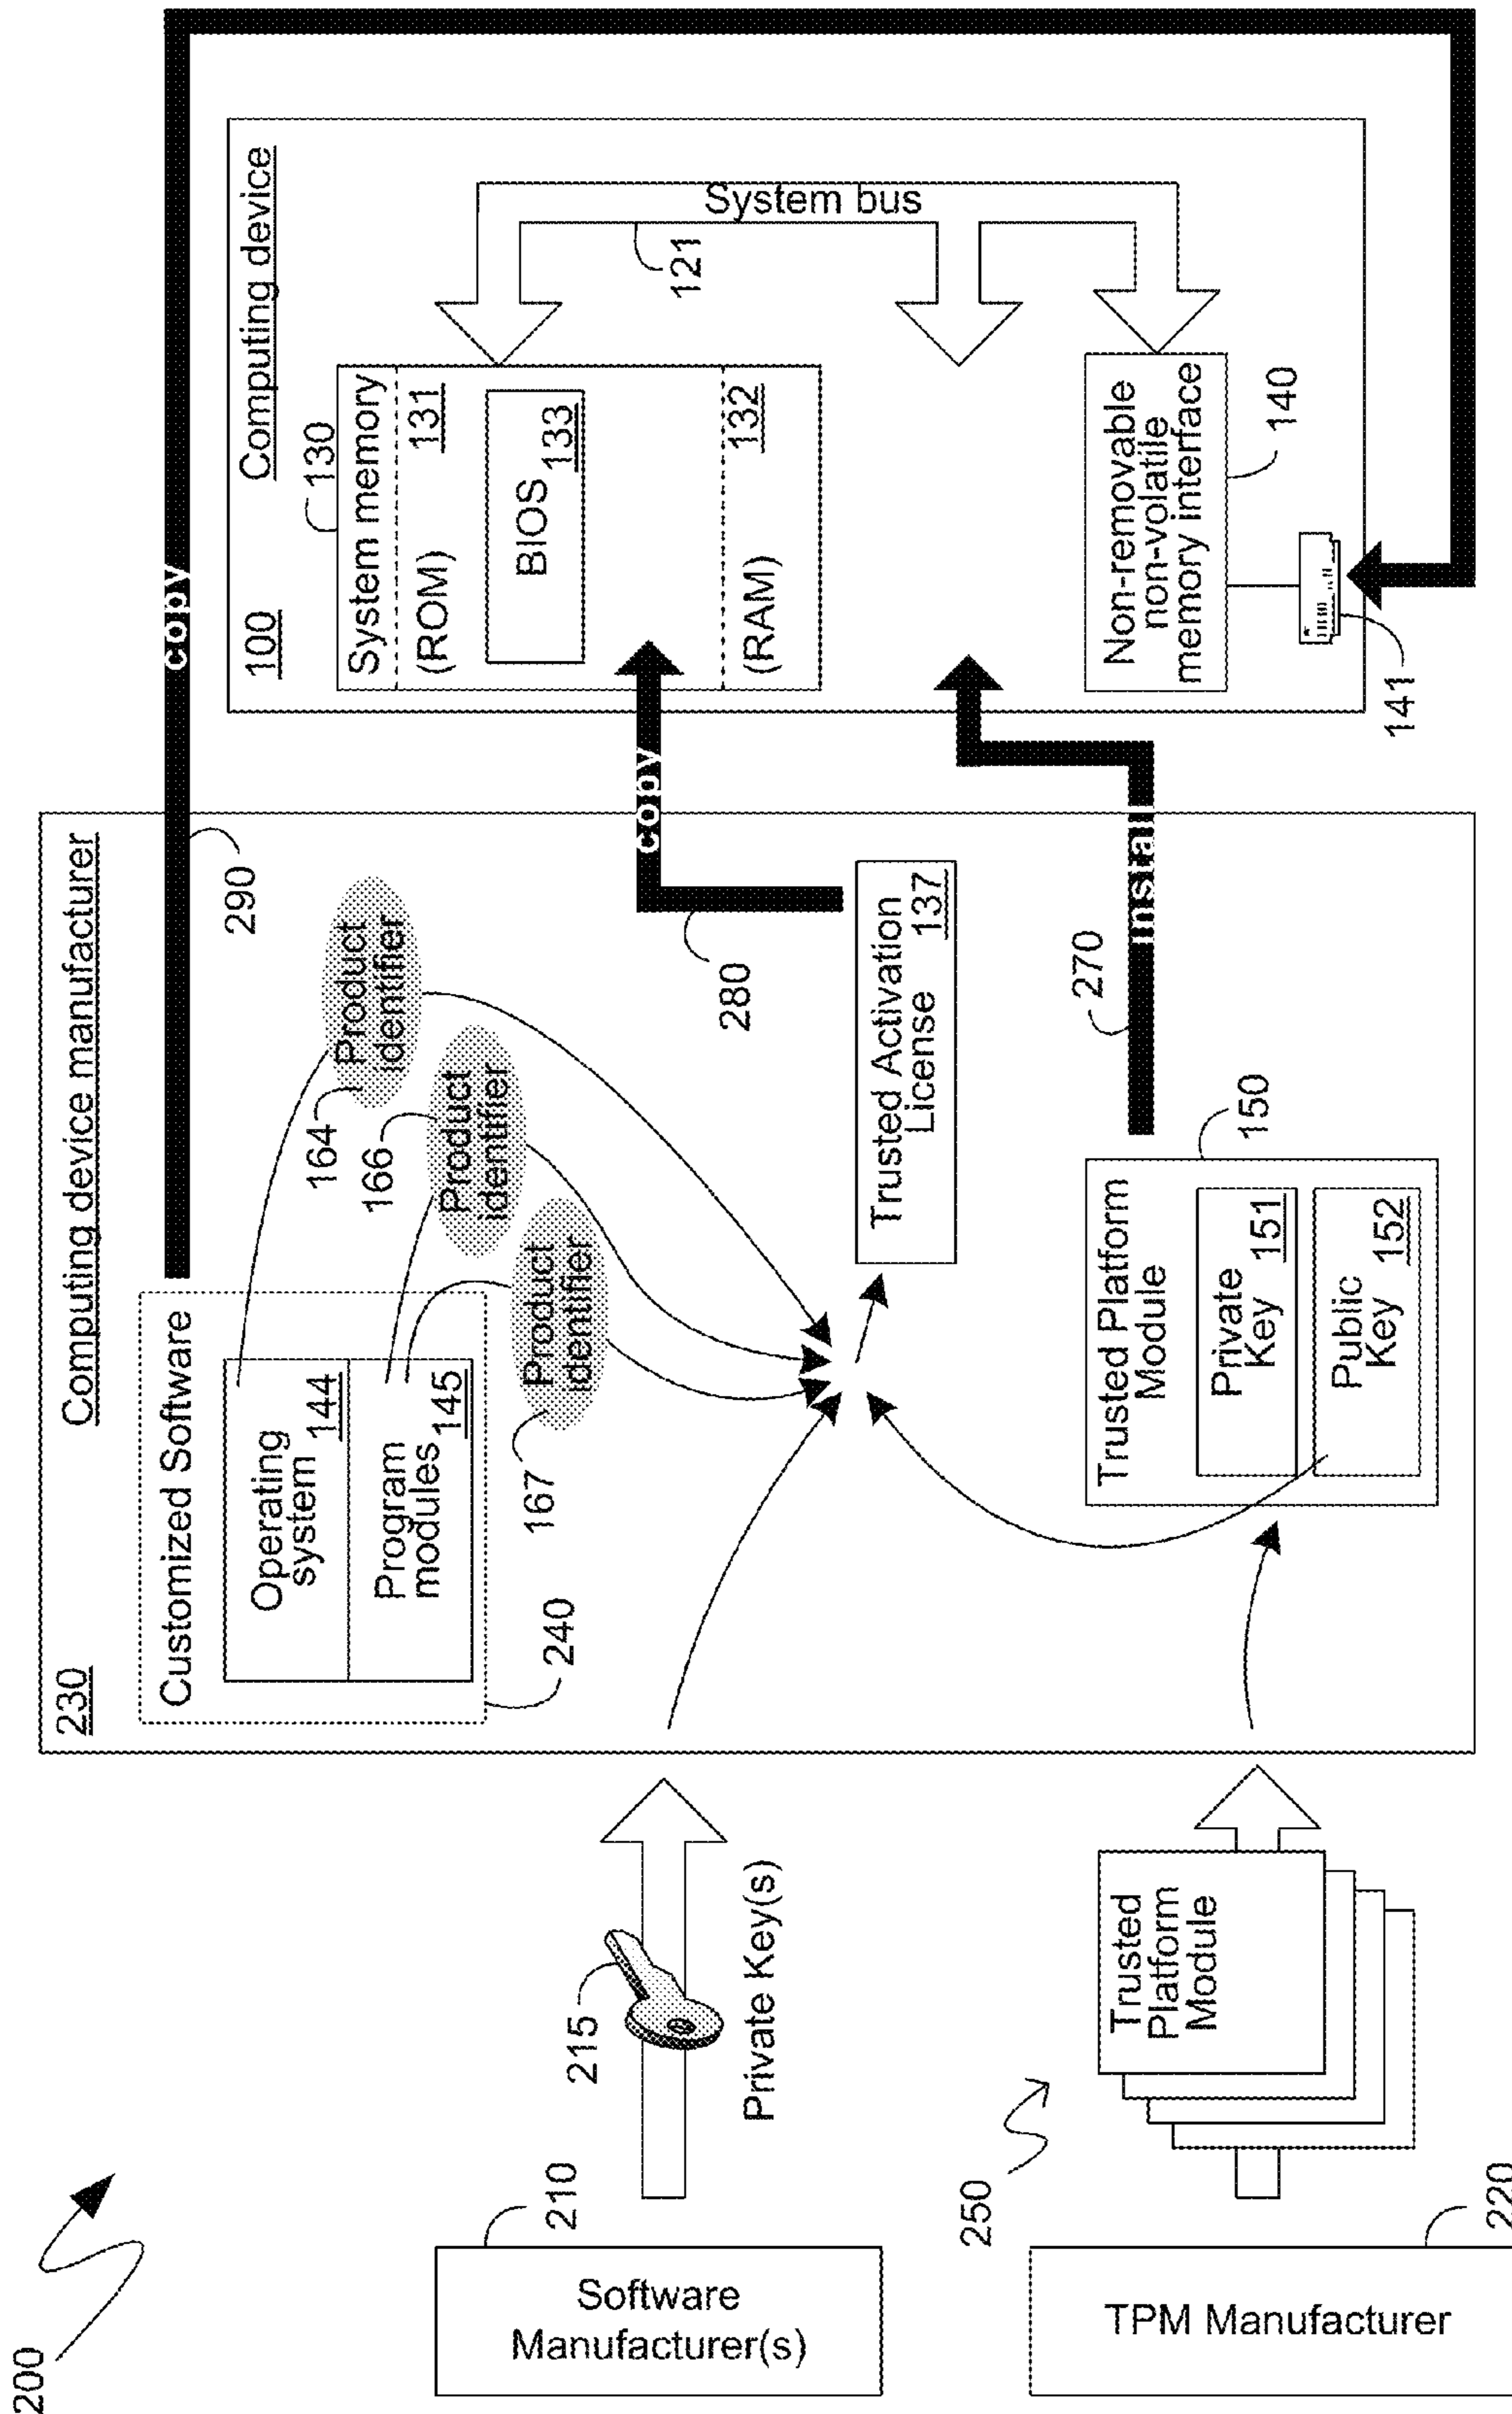 200
Software
Manufacturer(s)
210
215
Private Key(s)
TPM Manufacturer
220
250
Trusted
Platform
Module
230
Computing device manufacturer
Customized Software
Operating
system
144
Program
modules
145
240
164
Product
identifier
166
Product
identifier
167
Product
identifier
290
copy
280
copy
Trusted Activation
License
137
270
install
150
Trusted Platform
Module
Private
Key
151
Public
Key
152
100
Computing device
130
System memory
(ROM)
131
BIOS
133
(RAM)
132
System bus
121
Non-removable
non-volatile
memory interface
140
141